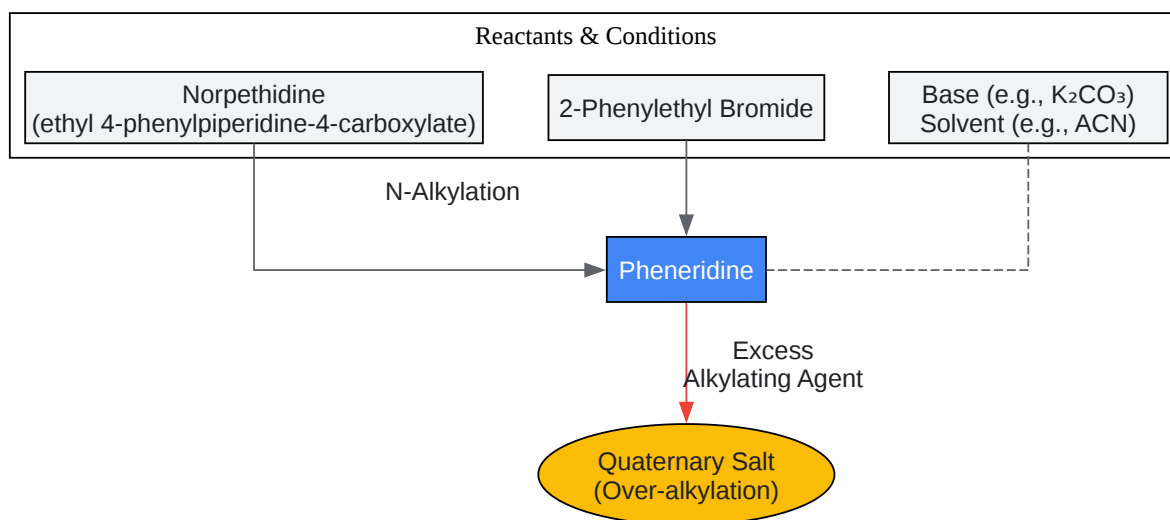 Reactants & Conditions
Norpethidine
(ethyl 4-phenylpiperidine-4-carboxylate)
2-Phenylethyl Bromide
Base (e.g., K₂CO₃)
Solvent (e.g., ACN)
N-Alkylation
Pheneridine
Excess
Alkylating Agent
Quaternary Salt
(Over-alkylation)